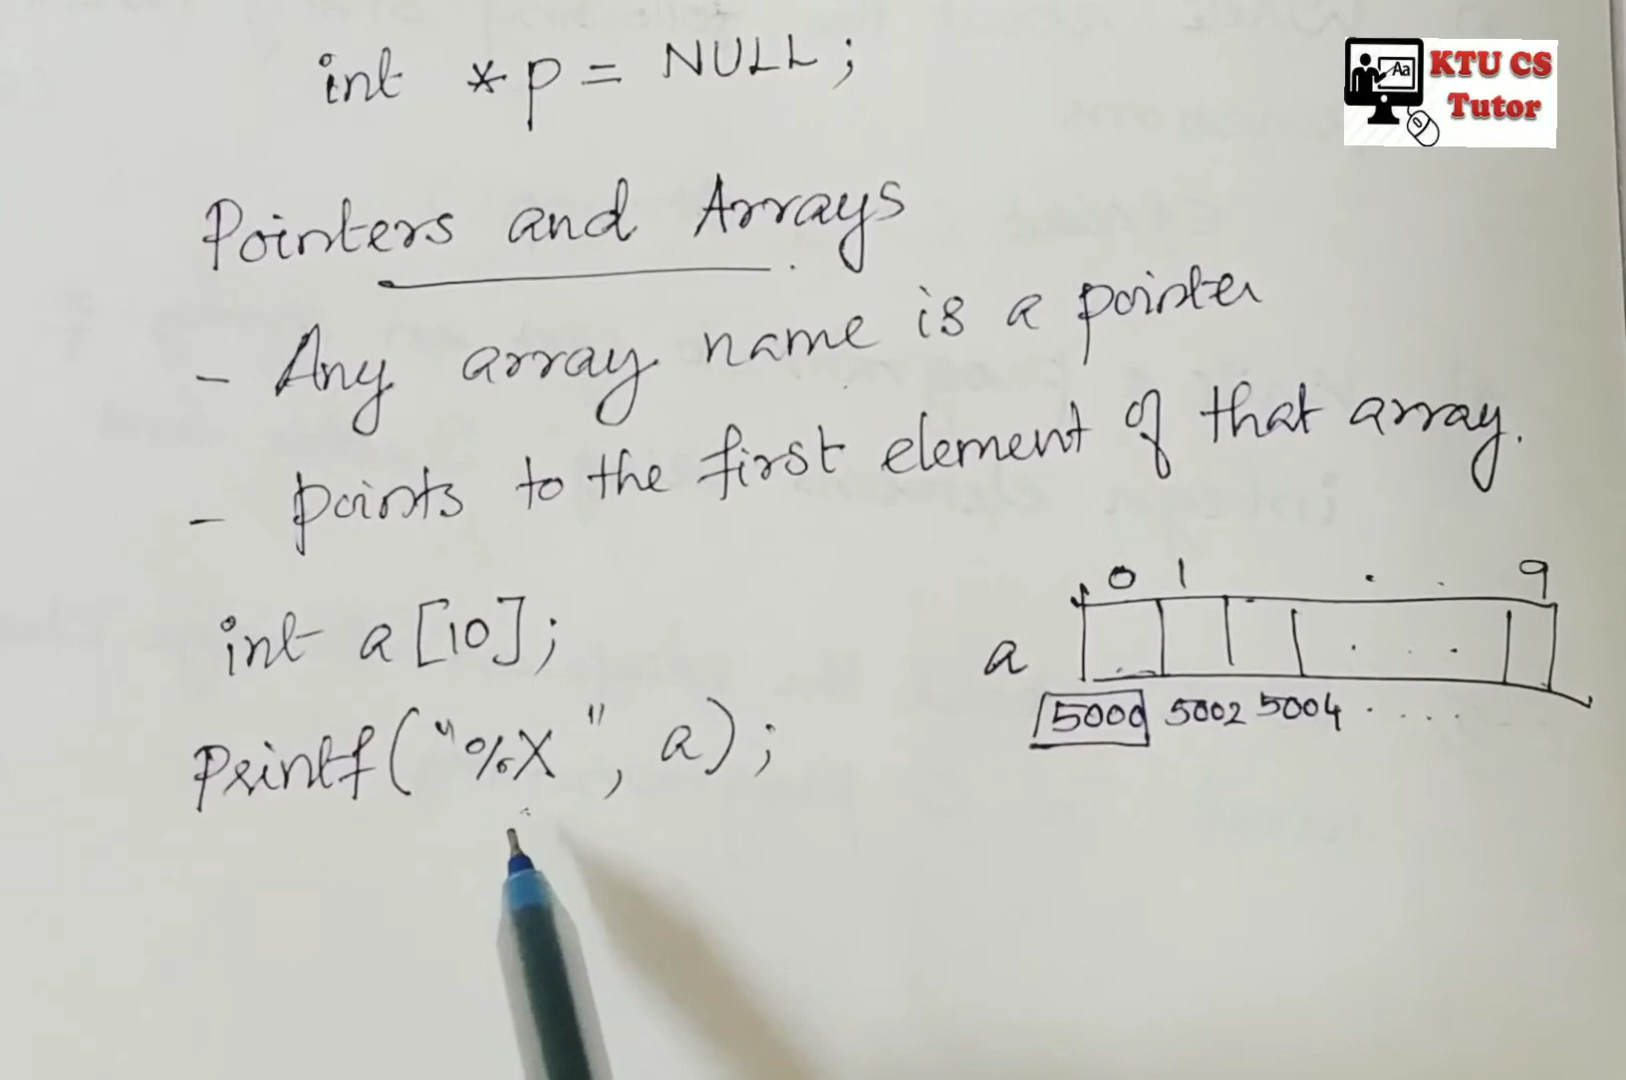 int *p = NULL;
KTU CS
Tutor
Aa
Pointers and Arrays
- Any array name is a pointer
- points to the first element of that array.
int a[10];
0 1 . . 9
a
5000 5002 5004 . . . .
printf("%X", a);